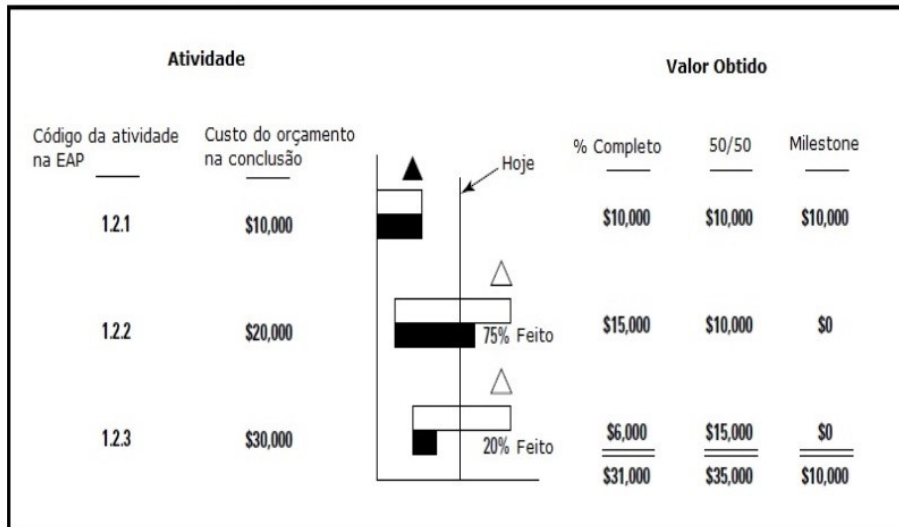 Atividade
Valor Obtido
Código da atividade
na EAP
Custo do orçamento
na conclusão
Hoje
% Completo 50/50 Milestone
1.2.1 $10,000 $10,000 $10,000 $10,000
1.2.2 $20,000 75% Feito $15,000 $10,000 $0
1.2.3 $30,000 20% Feito $6,000 $15,000 $0
$31,000 $35,000 $10,000